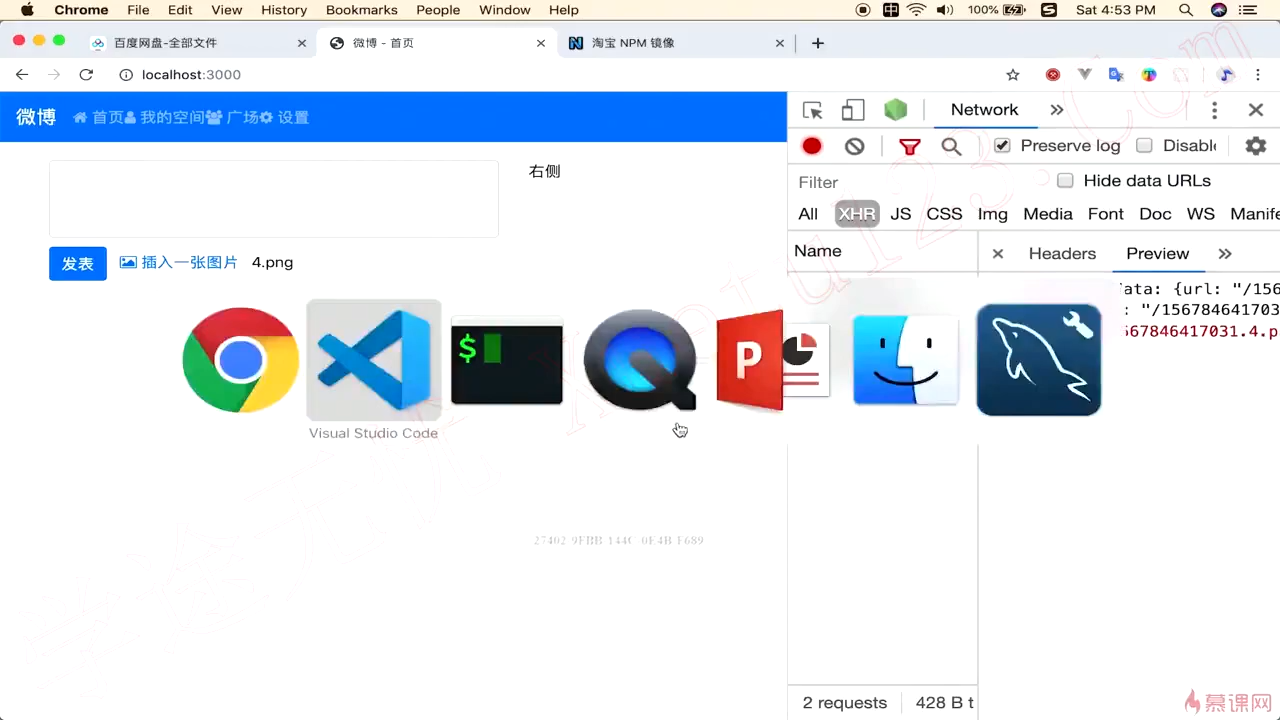 Chrome File Edit View History Bookmarks People Window Help 中 100% S Sat 4:53 PM
百度网盘-全部文件 微博 - 首页 N 淘宝 NPM 镜像
localhost:3000
微博 首页 我的空间 广场 设置
Network
Preserve log
Filter Hide data URLs
All XHR JS CSS Img Media Font Doc WS
Name Headers Preview
右侧
发表 插入一张图片 4.png
data: {url: "/156
: "/15678464170
567846417031.4.p
$ P
Visual Studio Code
2 requests 428 B t
慕课网